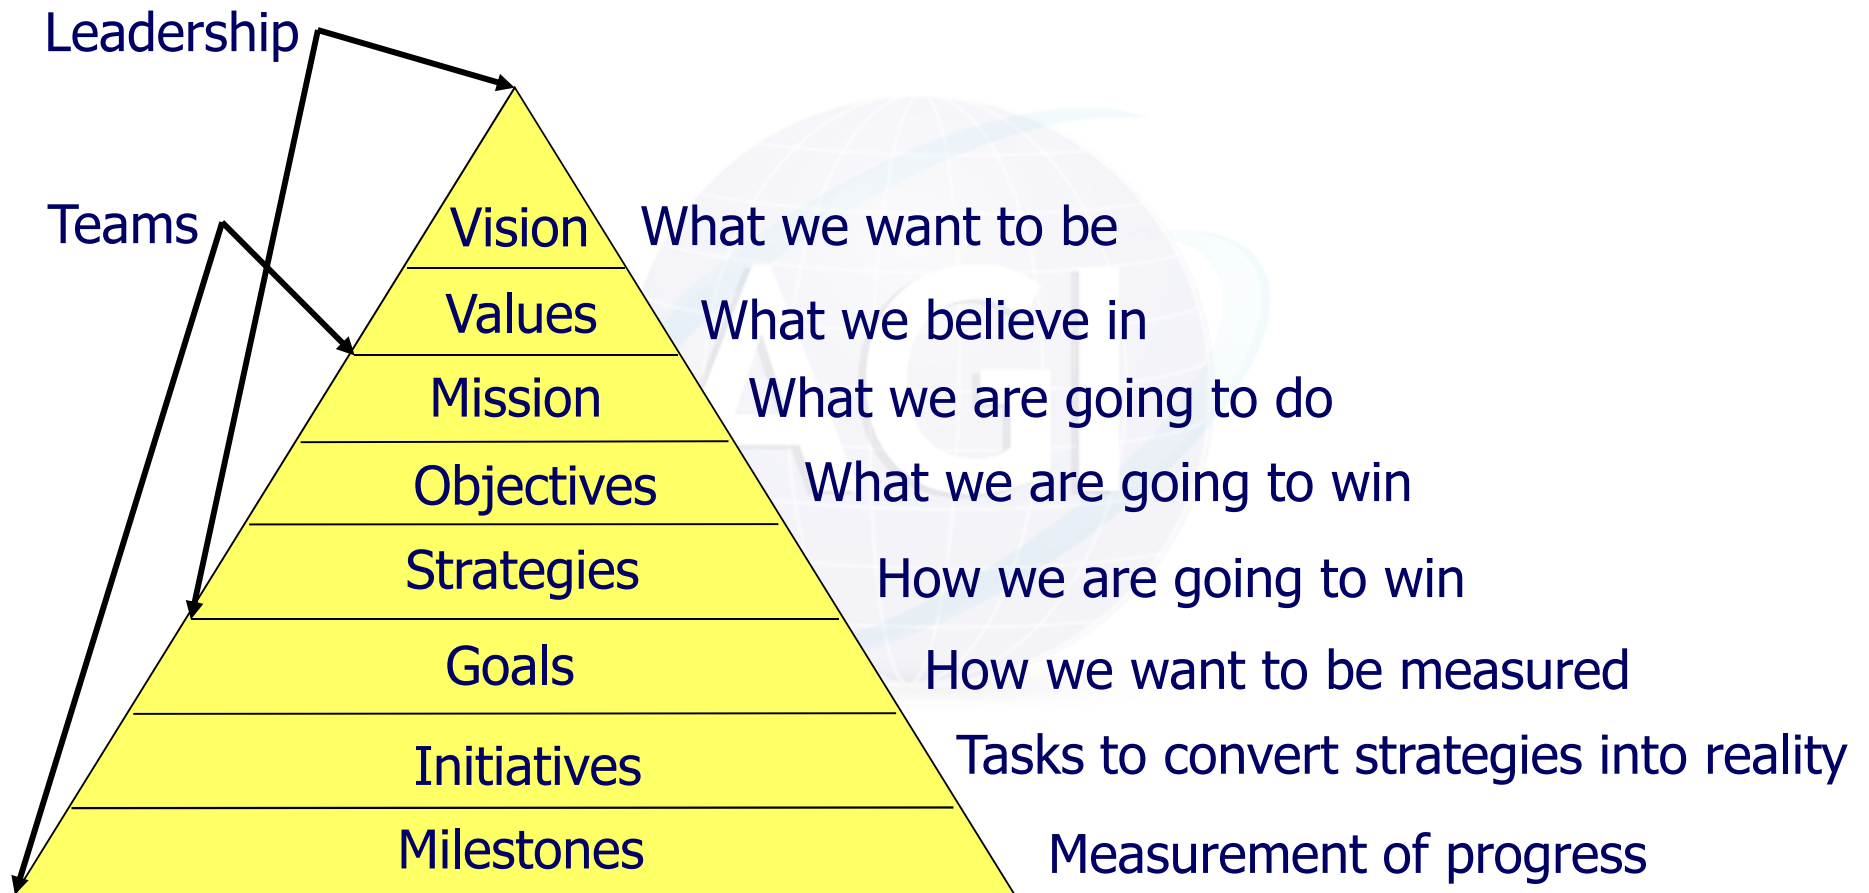 Leadership
Teams
Vision What we want to be
Values What we believe in
Mission What we are going to do
Objectives What we are going to win
Strategies How we are going to win
Goals How we want to be measured
Initiatives Tasks to convert strategies into reality
Milestones Measurement of progress
AGI